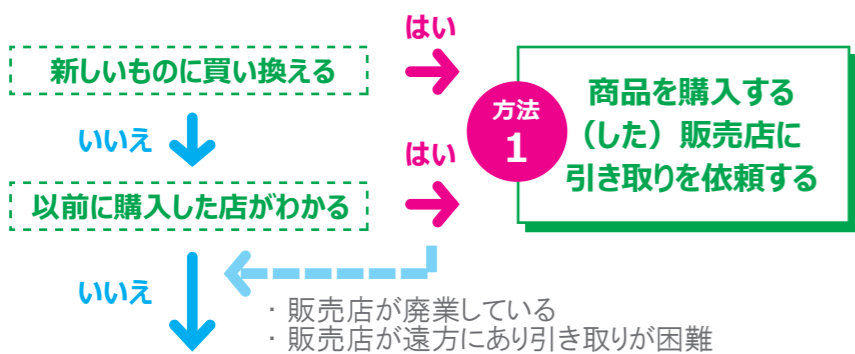 はい
新しいものに買い換える
方法
1
商品を購入する
（した）販売店に
引き取りを依頼する
いいえ
はい
以前に購入した店がわかる
いいえ
・販売店が廃業している
・販売店が遠方にあり引き取りが困難